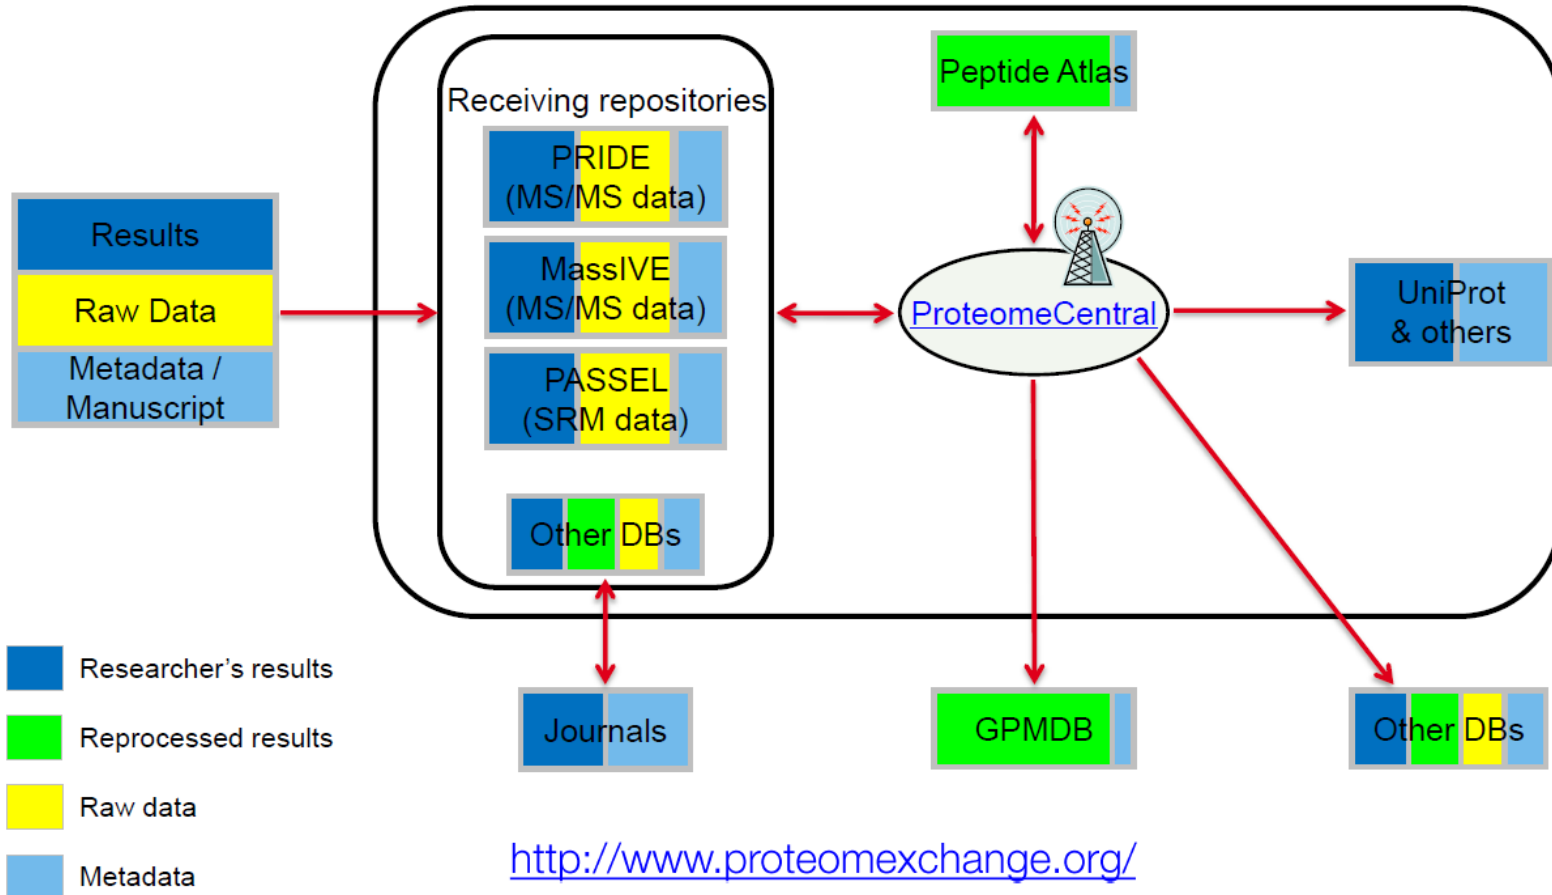 Receiving repositories
PRIDE
(MS/MS data)
MassIVE
(MS/MS data)
PASSEL
(SRM data)
Other DBs
Results
Raw Data
Metadata /
Manuscript
Peptide Atlas
ProteomeCentral
UniProt
& others
Journals
GPMDB
Other DBs
Researcher's results
Reprocessed results
Raw data
Metadata
http://www.proteomexchange.org/